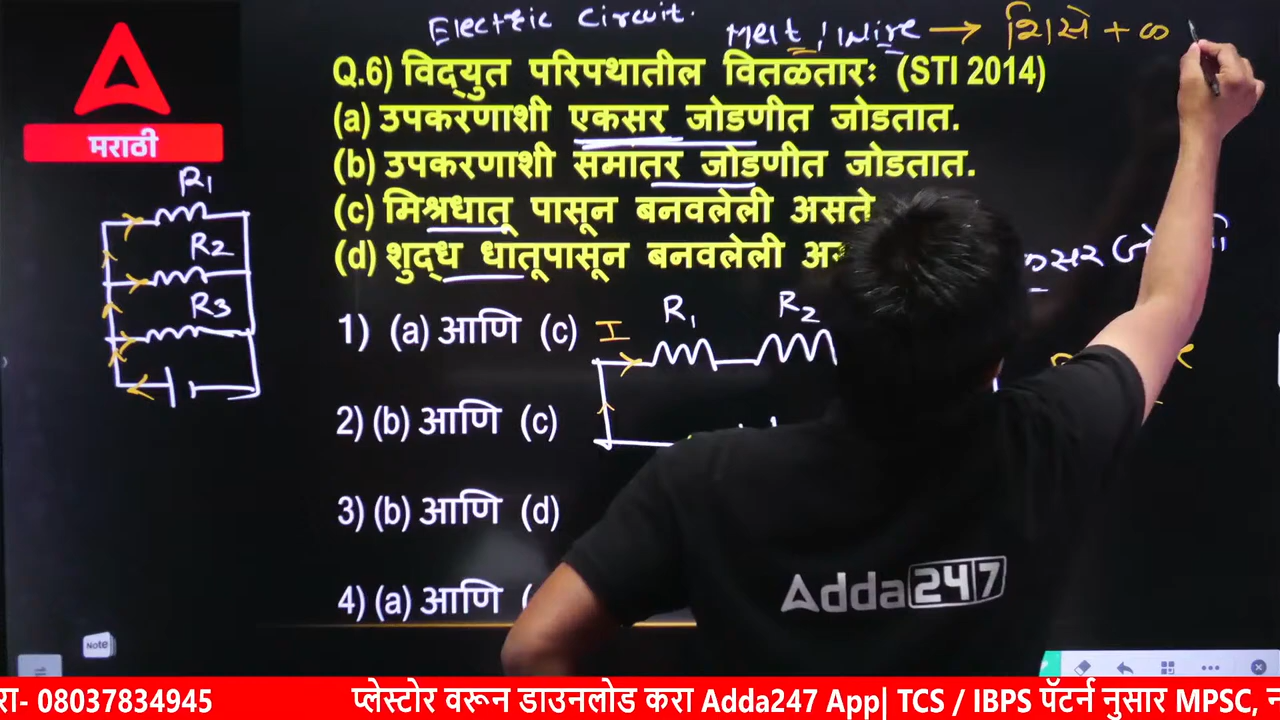 Electric Circuit.
Melt / Wire → शिसे + क
Q.6) विद्युत परिपथातील वितळतारः (STI 2014)
(a) उपकरणाशी एकसर जोडणीत जोडतात.
(b) उपकरणाशी समातर जोडणीत जोडतात.
(c) मिश्रधातू पासून बनवलेली असते
(d) शुद्ध धातूपासून बनवलेली
मराठी
R1
R2
R3
1) (a) आणि (c)
2) (b) आणि (c)
3) (b) आणि (d)
4) (a) आणि (
I
R1
R2
Adda247
Note
रा- 08037834945 प्लेस्टोर वरून डाउनलोड करा Adda247 App| TCS / IBPS पॅटर्न नुसार MPSC,